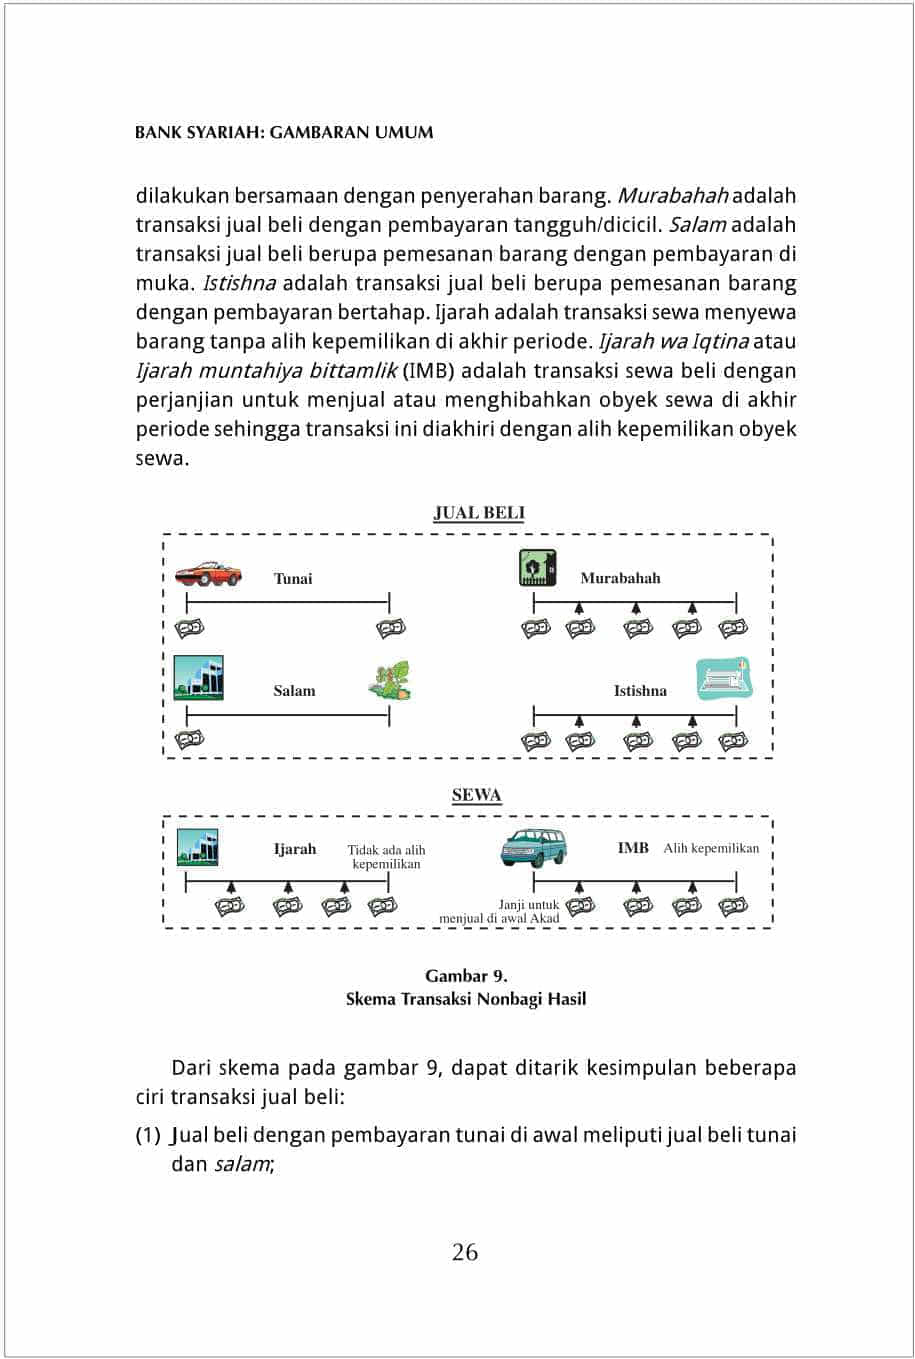 BANK SYARIAH: GAMBARAN UMUM
dilakukan bersamaan dengan penyerahan barang. Murabahah adalah
transaksi jual beli dengan pembayaran tangguh/dicicil. Salam adalah
transaksi jual beli berupa pemesanan barang dengan pembayaran di
muka. Istishna adalah transaksi jual beli berupa pemesanan barang
dengan pembayaran bertahap. Ijarah adalah transaksi sewa menyewa
barang tanpa alih kepemilikan di akhir periode. Ijarah wa Iqtina atau
Ijarah muntahiya bittamlik (IMB) adalah transaksi sewa beli dengan
perjanjian untuk menjual atau menghibahkan obyek sewa di akhir
periode sehingga transaksi ini diakhiri dengan alih kepemilikan obyek
sewa.
JUAL BELI
Tunai
Murabahah
Salam
Istishna
SEWA
Ijarah
Tidak ada alih
kepemilikan
IMB
Alih kepemilikan
Janji untuk
menjual di awal Akad
Gambar 9.
Skema Transaksi Nonbagi Hasil
Dari skema pada gambar 9, dapat ditarik kesimpulan beberapa
ciri transaksi jual beli:
(1) Jual beli dengan pembayaran tunai di awal meliputi jual beli tunai
dan salam;
26